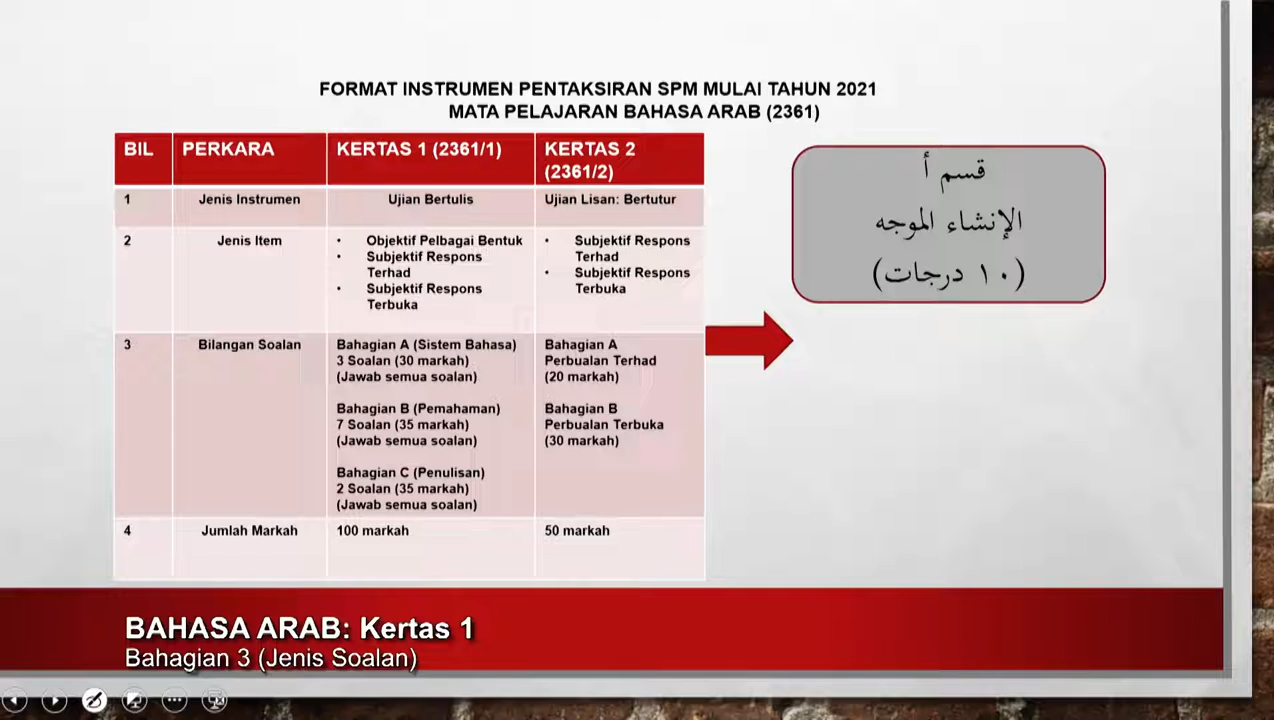 FORMAT INSTRUMEN PENTAKSIRAN SPM MULAI TAHUN 2021
MATA PELAJARAN BAHASA ARAB (2361)
BIL
PERKARA
KERTAS 1 (2361/1)
KERTAS 2
(2361/2)
1
Jenis Instrumen
Ujian Bertulis
Ujian Lisan: Bertutur
2
Jenis Item
• Objektif Pelbagai Bentuk
• Subjektif Respons
Terhad
• Subjektif Respons
Terbuka
• Subjektif Respons
Terhad
• Subjektif Respons
Terbuka
3
Bilangan Soalan
Bahagian A (Sistem Bahasa)
3 Soalan (30 markah)
(Jawab semua soalan)
Bahagian B (Pemahaman)
7 Soalan (35 markah)
(Jawab semua soalan)
Bahagian C (Penulisan)
2 Soalan (35 markah)
(Jawab semua soalan)
Bahagian A
Perbualan Terhad
(20 markah)
Bahagian B
Perbualan Terbuka
(30 markah)
4
Jumlah Markah
100 markah
50 markah
قسم أ
الإنشاء الموجه
(١٠ درجات)
BAHASA ARAB: Kertas 1
Bahagian 3 (Jenis Soalan)